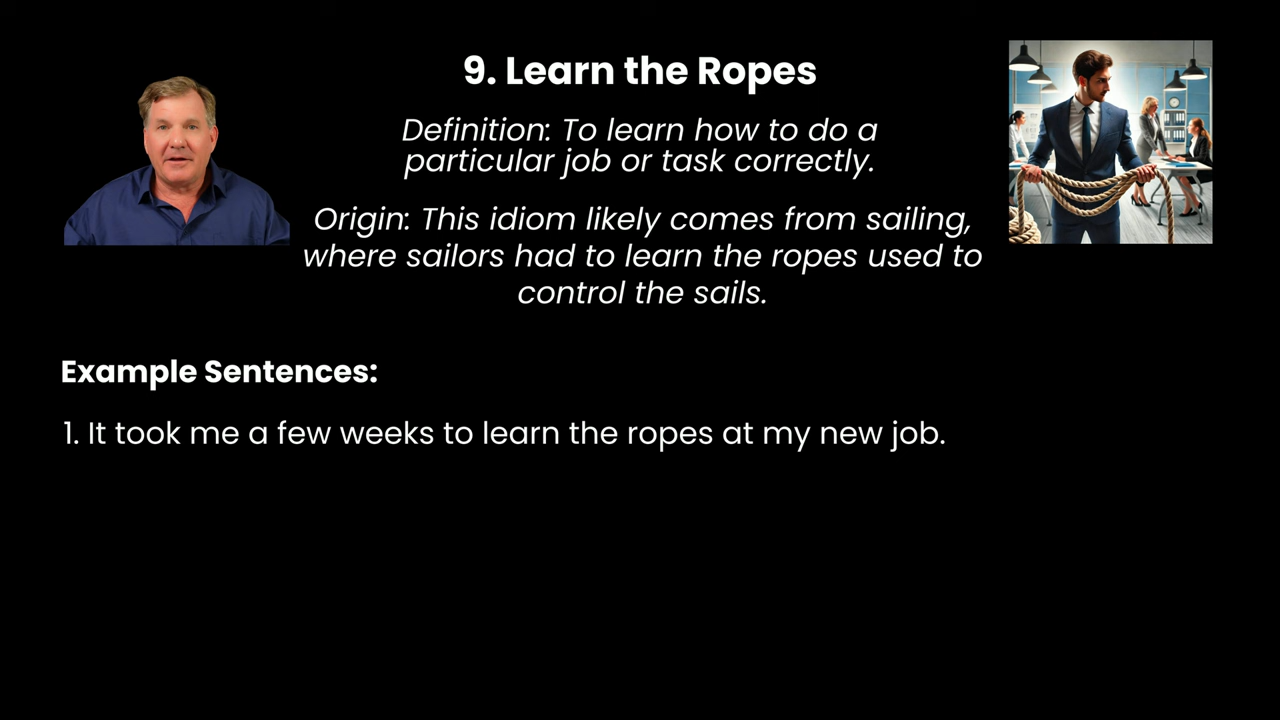 9. Learn the Ropes
Definition: To learn how to do a
particular job or task correctly.
Origin: This idiom likely comes from sailing,
where sailors had to learn the ropes used to
control the sails.
Example Sentences:
1. It took me a few weeks to learn the ropes at my new job.